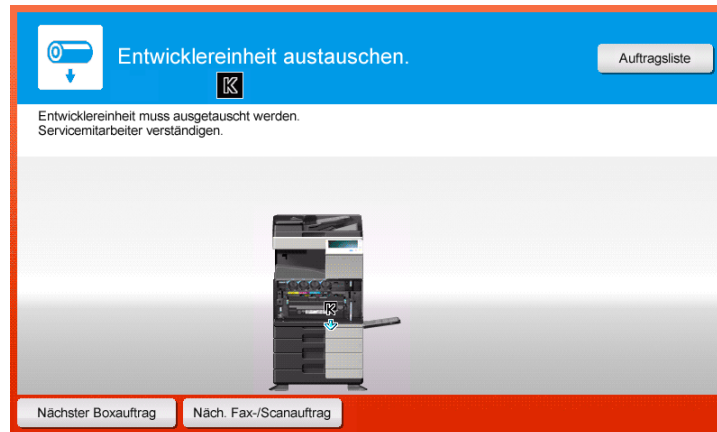 Entwicklereinheit austauschen.
K
Auftragsliste
Entwicklereinheit muss ausgetauscht werden.
Servicemitarbeiter verständigen.
K
Nächster Boxauftrag
Näch. Fax-/Scanauftrag